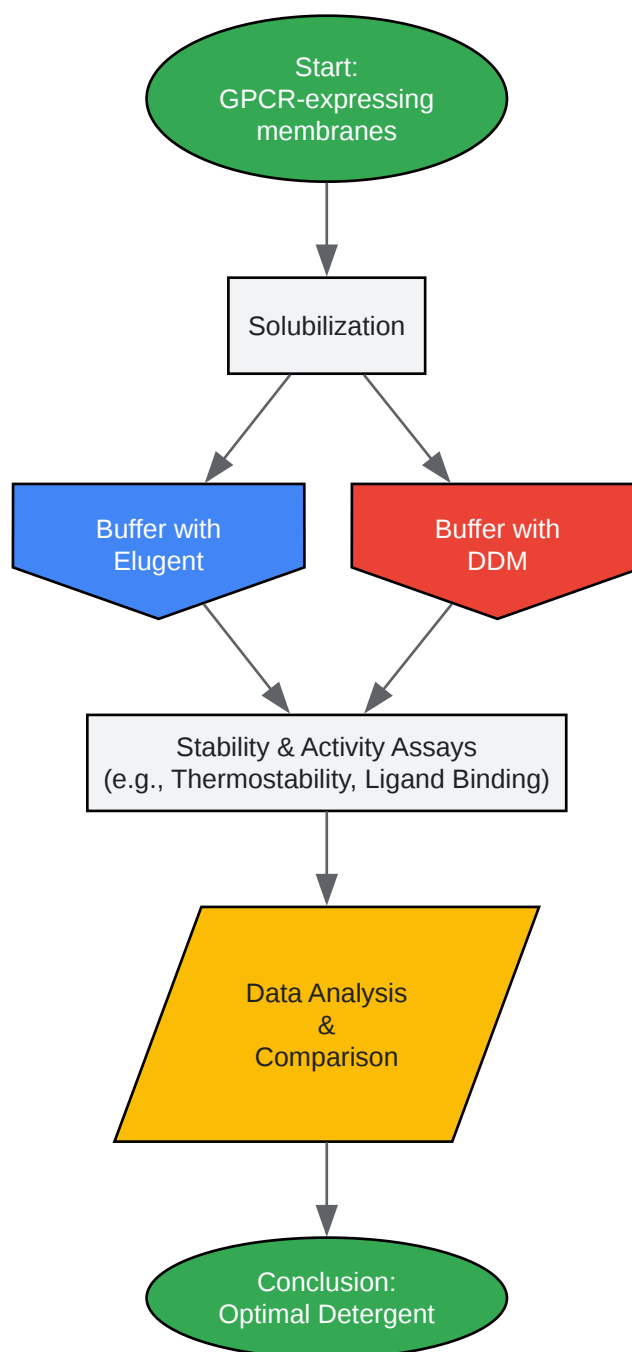 Start:
GPCR-expressing
membranes
Solubilization
Buffer with
Elugent
Buffer with
DDM
Stability & Activity Assays
(e.g., Thermostability, Ligand Binding)
Data Analysis
&
Comparison
Conclusion:
Optimal Detergent